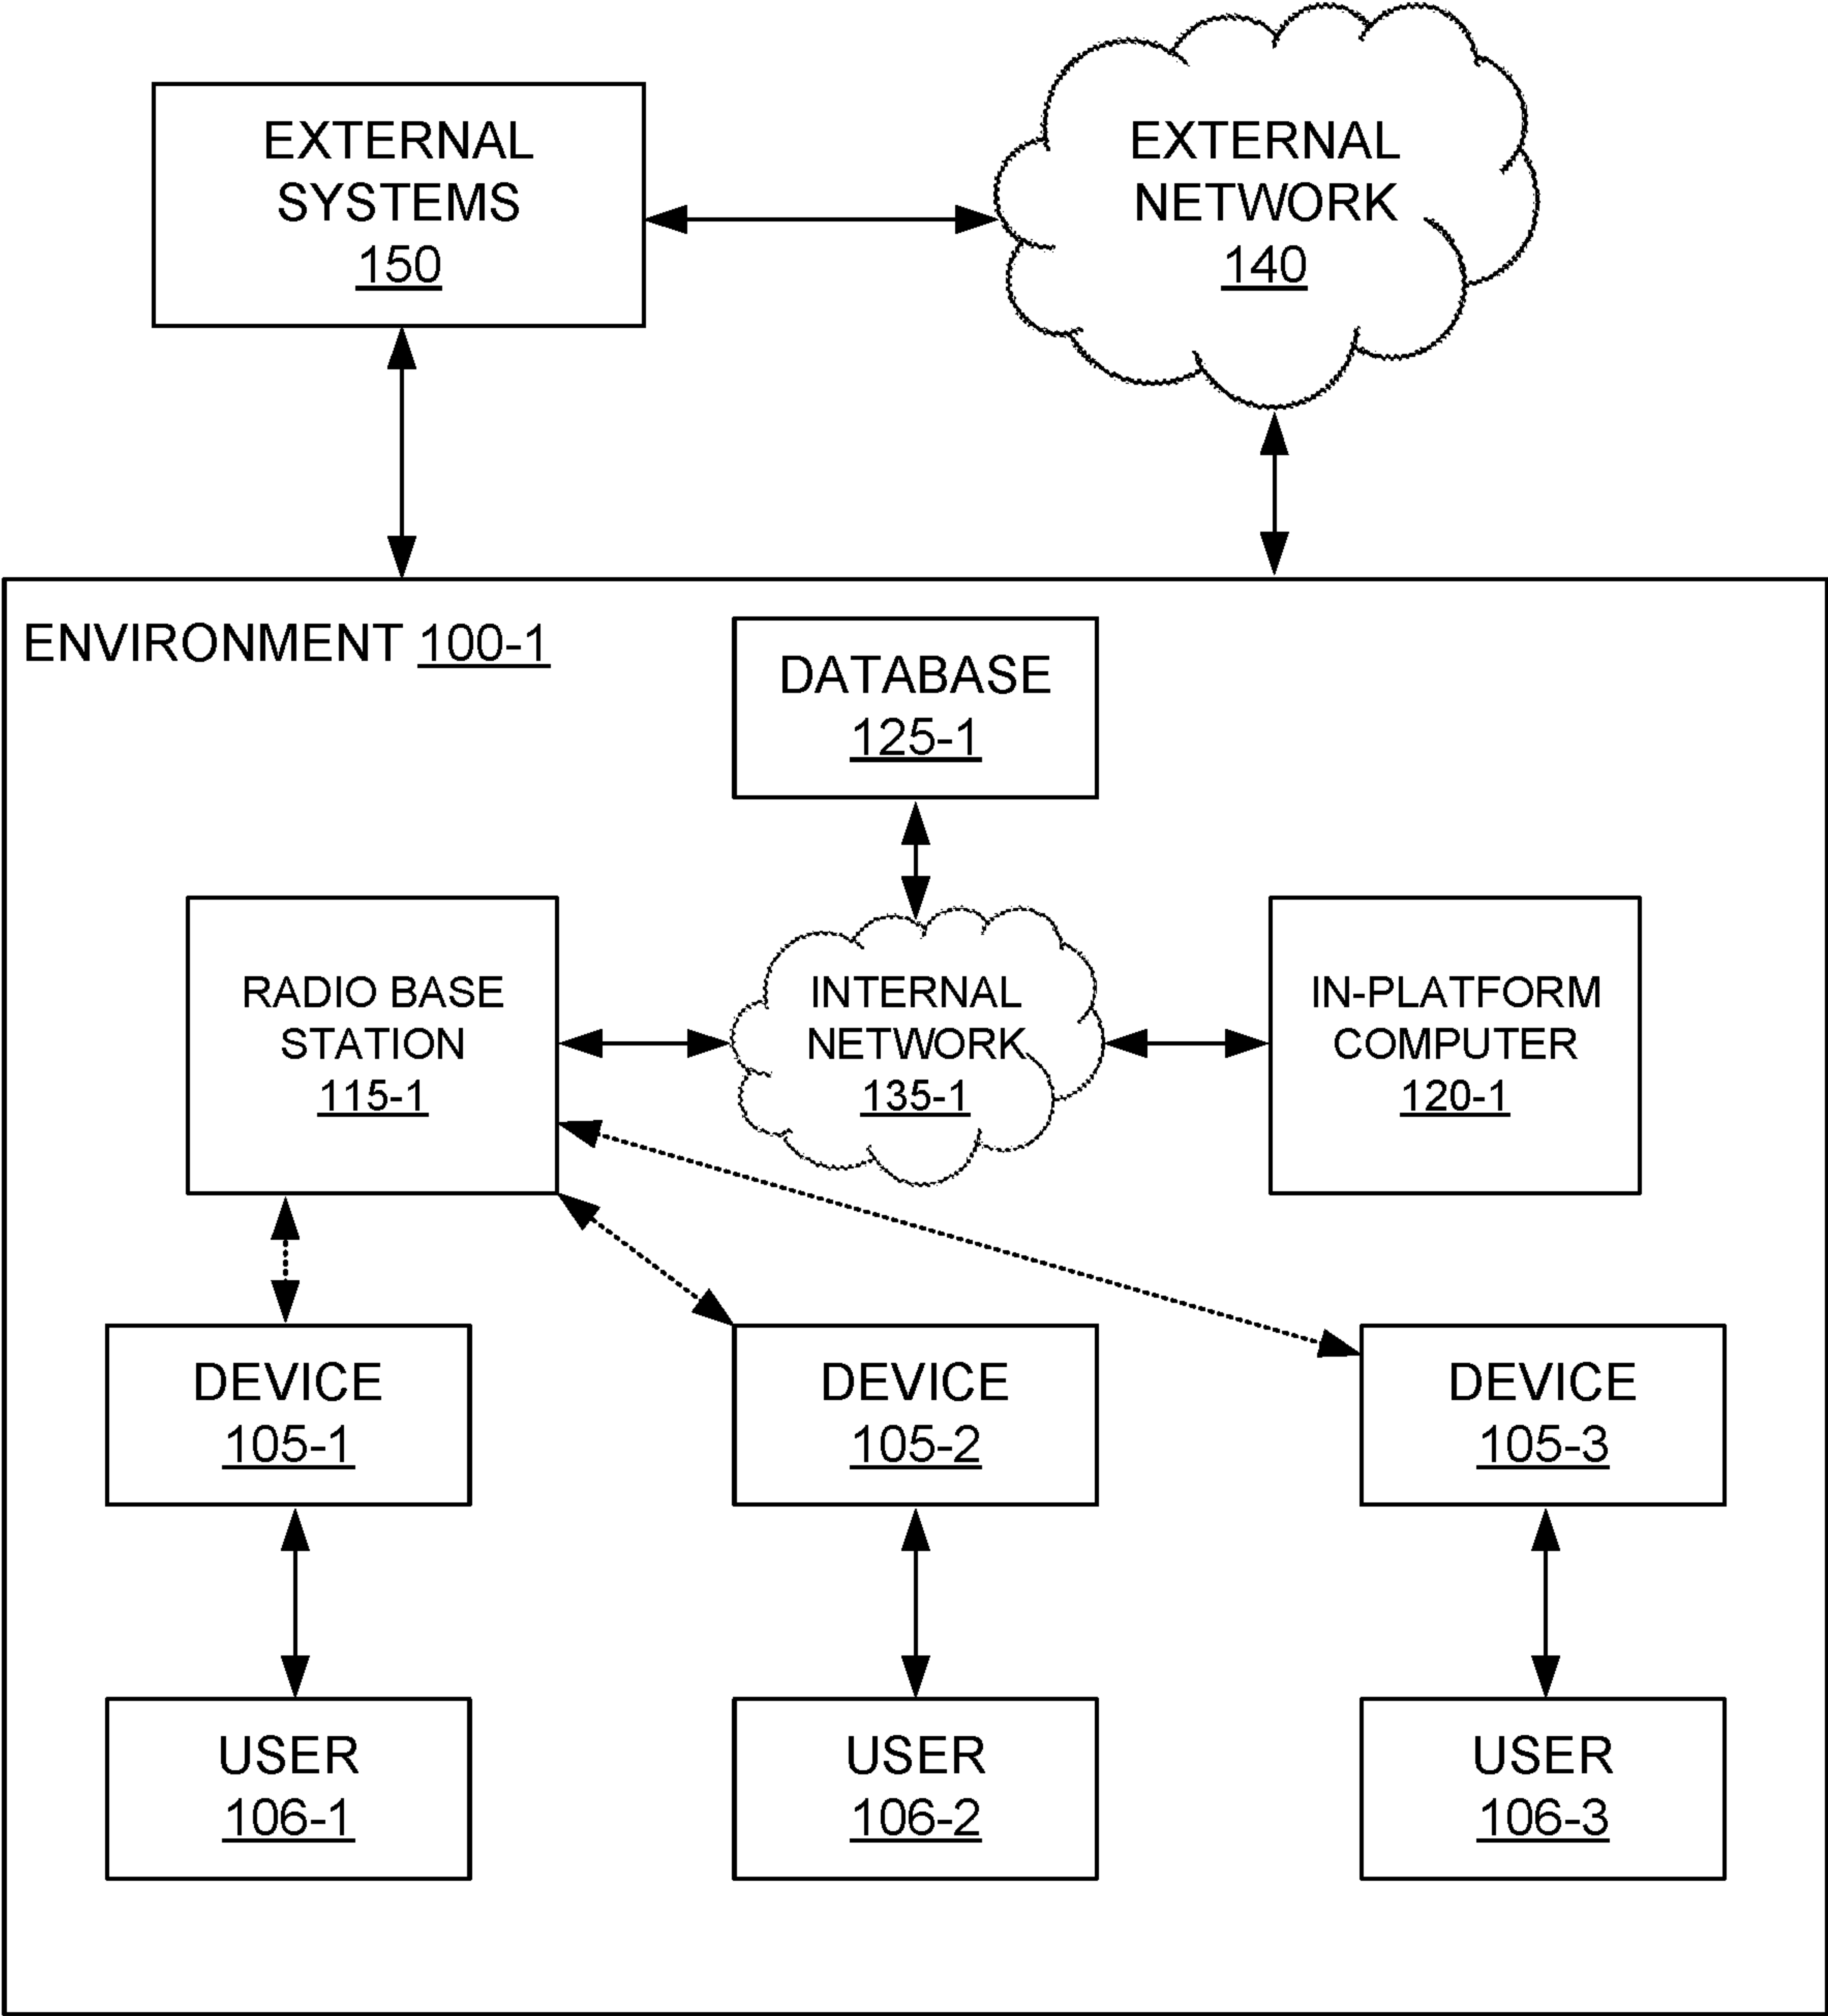 EXTERNAL
SYSTEMS
150
EXTERNAL
NETWORK
140
ENVIRONMENT 100-1
DATABASE
125-1
RADIO BASE
STATION
115-1
INTERNAL
NETWORK
135-1
IN-PLATFORM
COMPUTER
120-1
DEVICE
105-1
DEVICE
105-2
DEVICE
105-3
USER
106-1
USER
106-2
USER
106-3